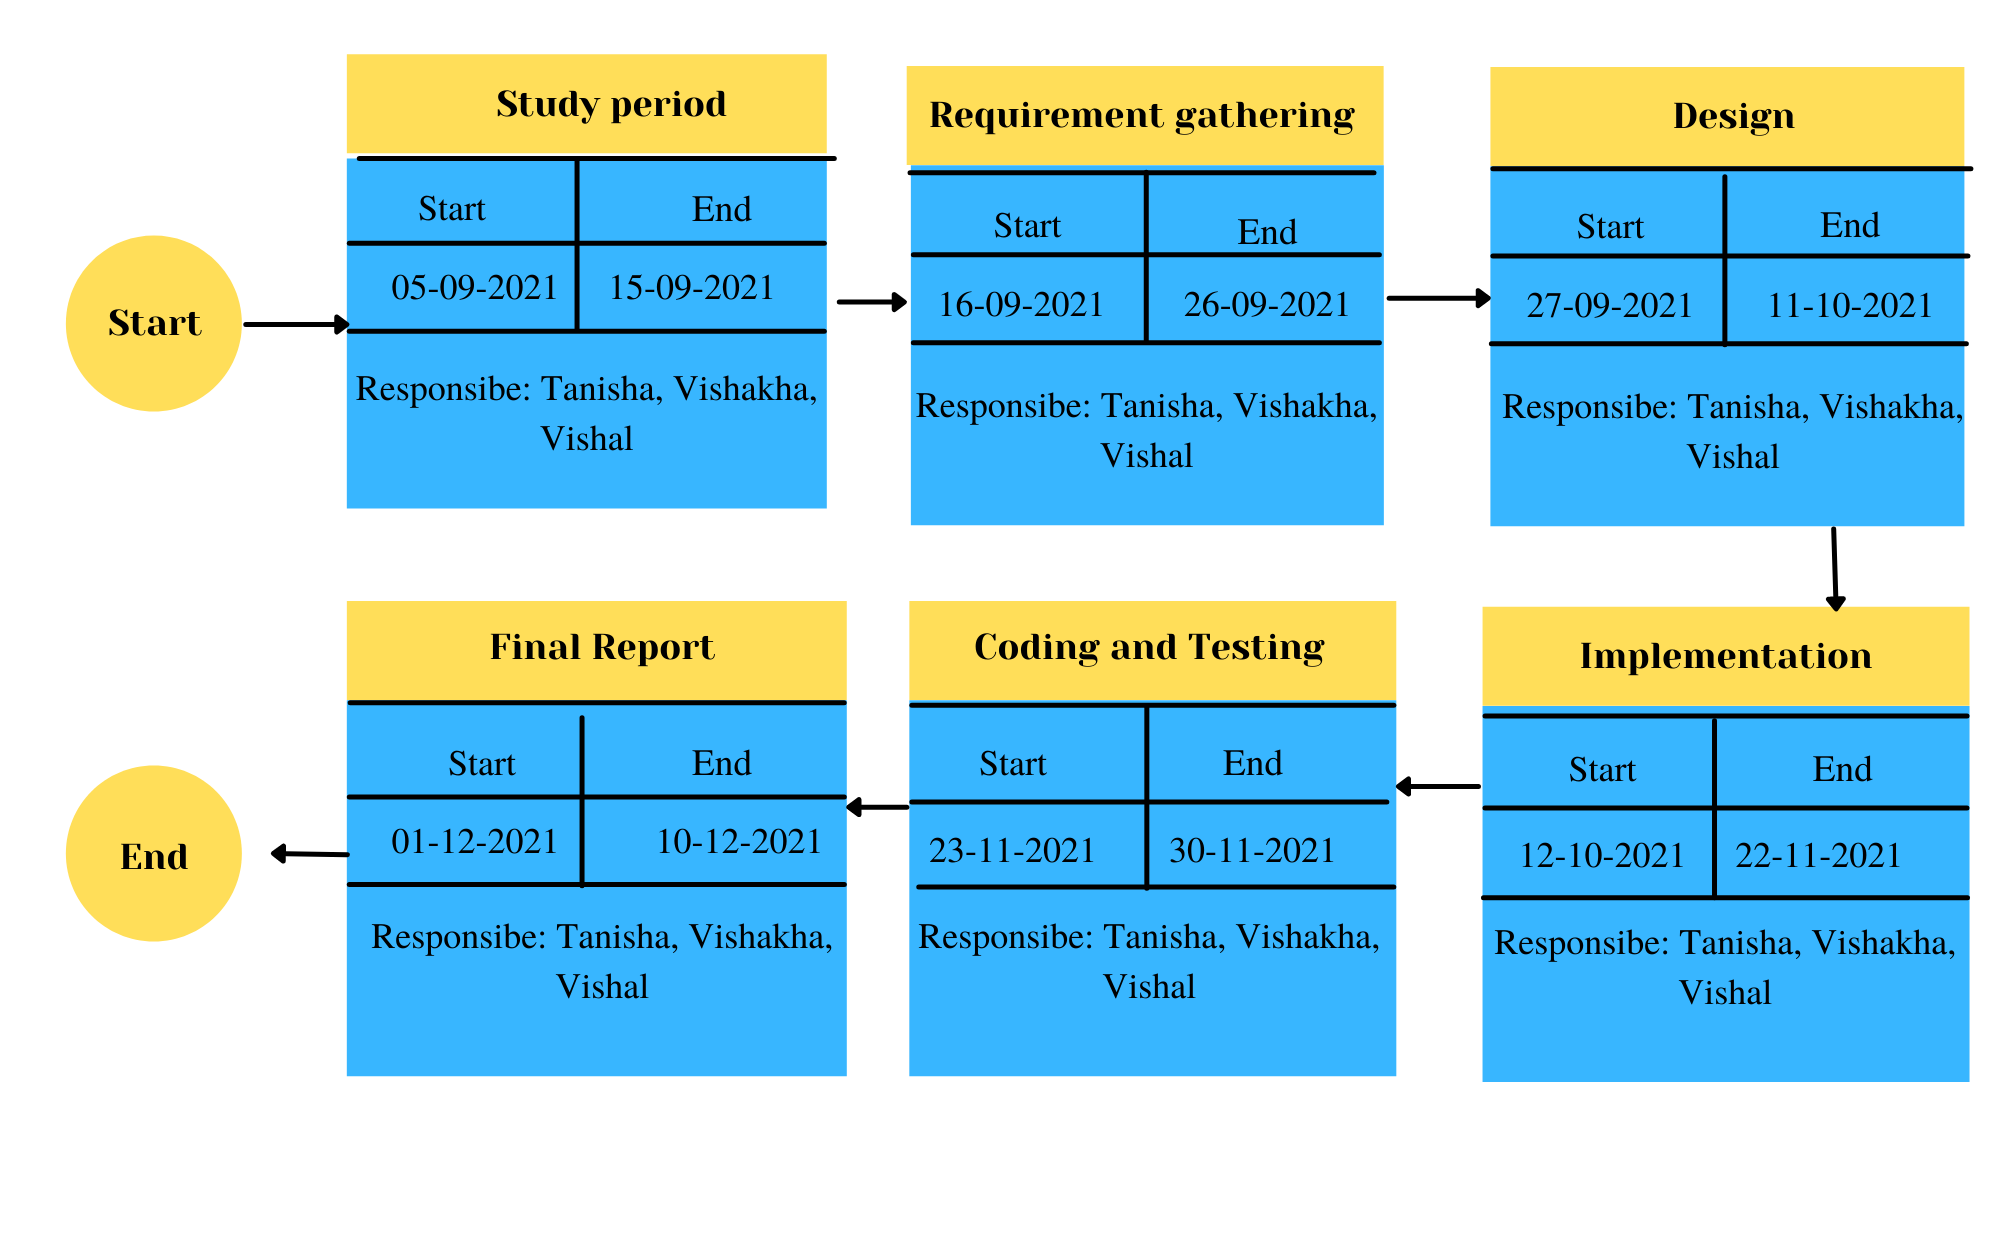 Start
Study period
Start
End
05-09-2021
15-09-2021
Responsibe: Tanisha, Vishakha,
Vishal
Requirement gathering
Start
End
16-09-2021
26-09-2021
Responsibe: Tanisha, Vishakha,
Vishal
Design
Start
End
27-09-2021
11-10-2021
Responsibe: Tanisha, Vishakha,
Vishal
Implementation
Start
End
12-10-2021
22-11-2021
Responsibe: Tanisha, Vishakha,
Vishal
Coding and Testing
Start
End
23-11-2021
30-11-2021
Responsibe: Tanisha, Vishakha,
Vishal
Final Report
Start
End
01-12-2021
10-12-2021
Responsibe: Tanisha, Vishakha,
Vishal
End